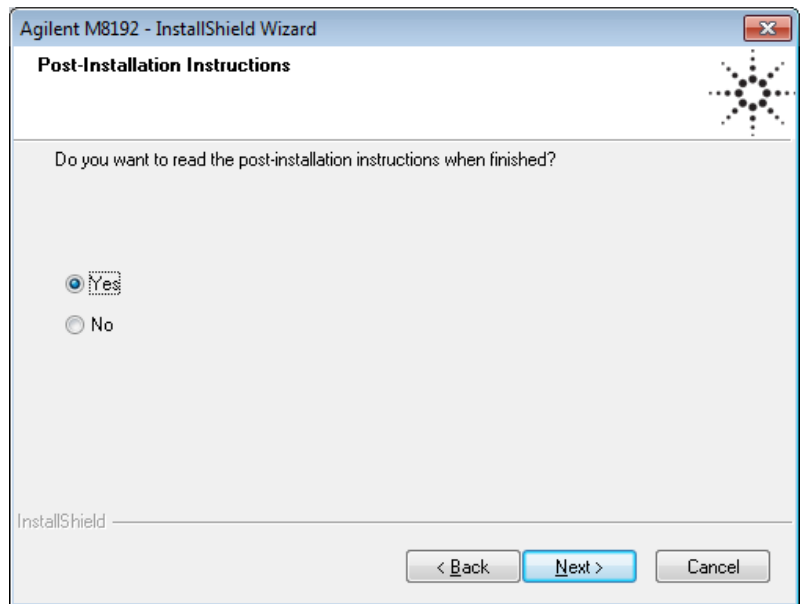 Agilent M8192 - InstallShield Wizard
Post-Installation Instructions
Do you want to read the post-installation instructions when finished?
Yes
No
InstallShield
< Back Next > Cancel